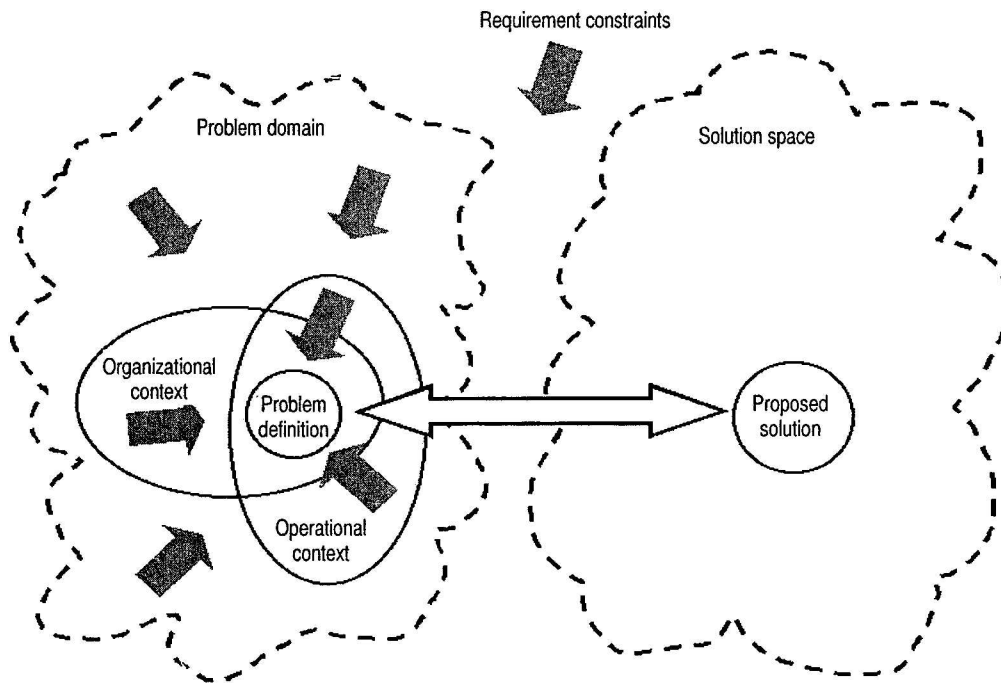 Requirement constraints
Problem domain
Solution space
Organizational
context
Problem
definition
Proposed
solution
Operational
context